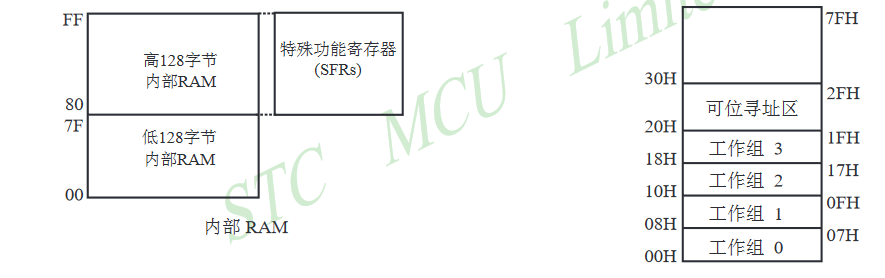 FF
高128字节
内部RAM
80
7F
低128字节
内部RAM
00
内部 RAM
特殊功能寄存器
(SFRs)
STC MCU Limi
7FH
30H
2FH
可位寻址区
20H
1FH
工作组 3
18H
17H
工作组 2
10H
0FH
工作组 1
08H
07H
工作组 0
00H